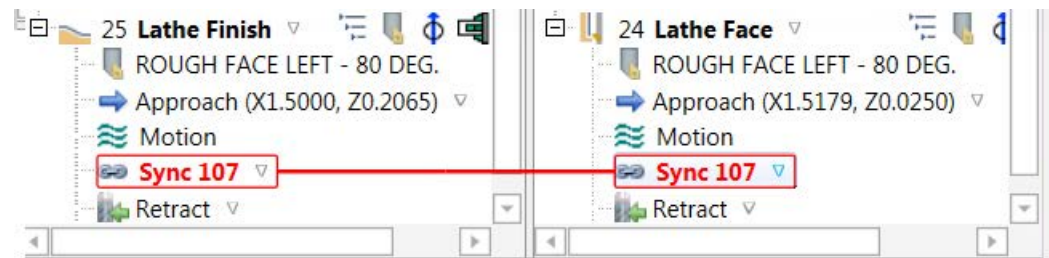 25 Lathe Finish
ROUGH FACE LEFT - 80 DEG.
Approach (X1.5000, Z0.2065)
Motion
Sync 107
Retract
24 Lathe Face
ROUGH FACE LEFT - 80 DEG.
Approach (X1.5179, Z0.0250)
Motion
Sync 107
Retract